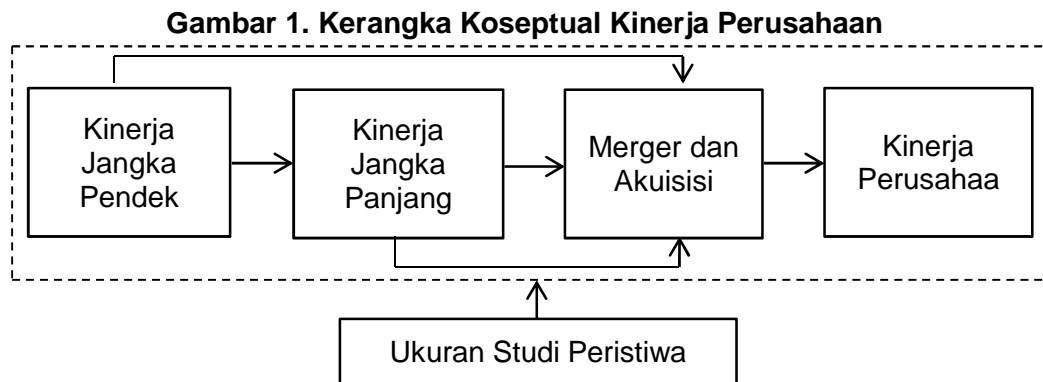 Gambar 1. Kerangka Koseptual Kinerja Perusahaan
Kinerja
Jangka
Pendek
Kinerja
Jangka
Panjang
Merger dan
Akuisisi
Kinerja
Perusahaa
Ukuran Studi Peristiwa